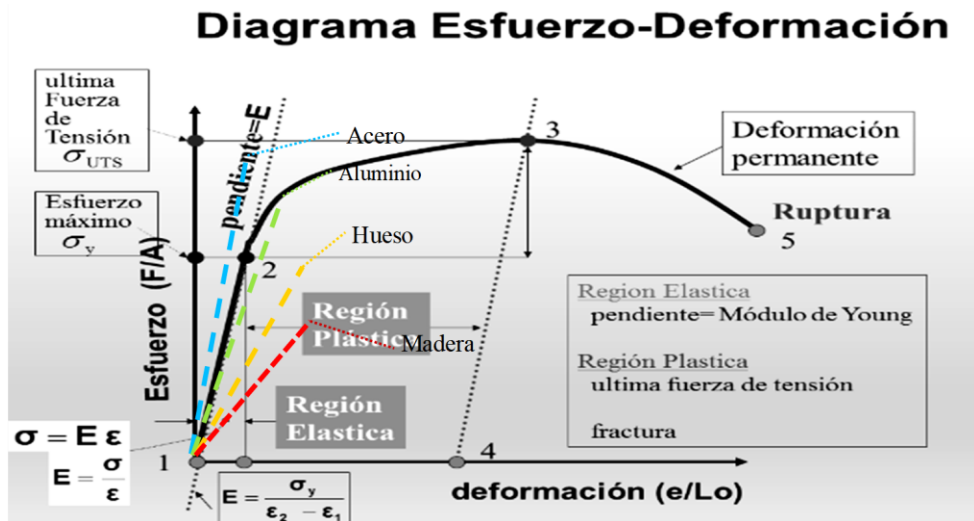 Diagrama Esfuerzo-Deformación
ultima
Fuerza
de
Tensión
σUTS
Esfuerzo
máximo
σy
Esfuerzo (F/A)
pendiente=E
Acero
Aluminio
Hueso
Madera
3
Deformación
permanente
Ruptura
5
2
Región
Plástic
Región
Elastica
Region Elastica
pendiente= Módulo de Young
Región Plastica
ultima fuerza de tensión
fractura
σ = E ε
E = σ/ε
1
4
E = σy / ε2 - ε1
deformación (e/Lo)